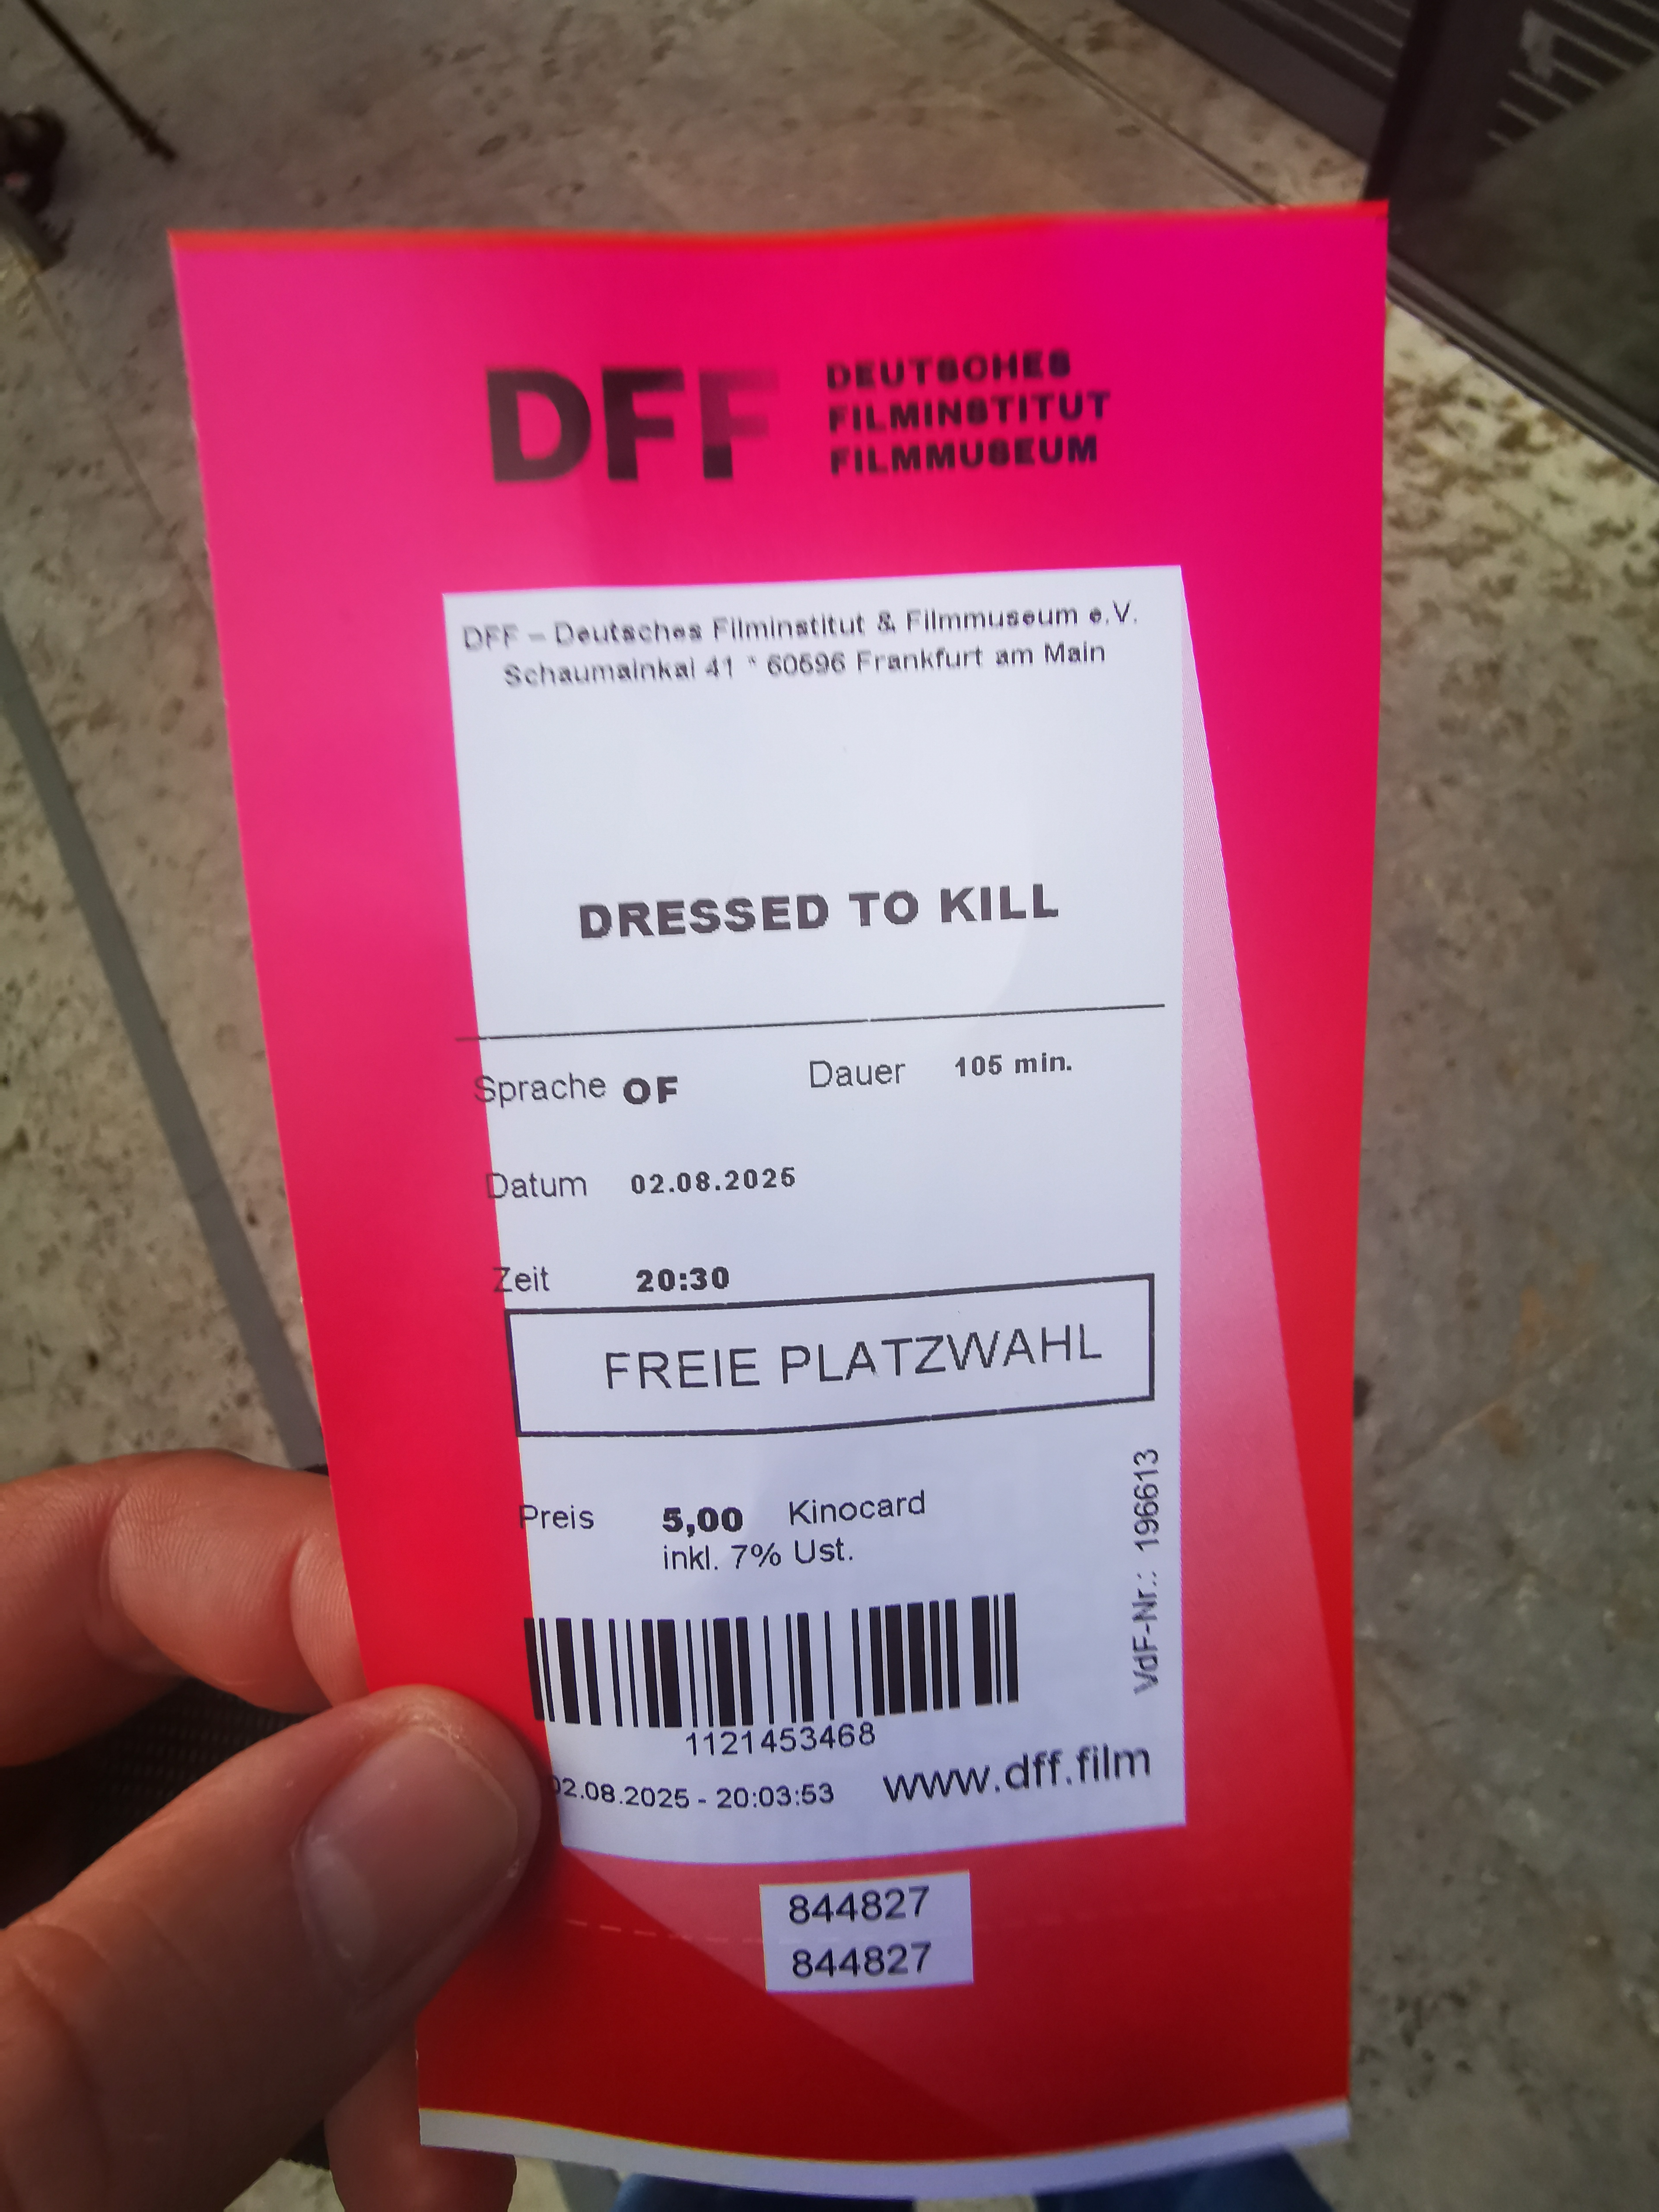 DFF
DEUTSCHES
FILMINSTITUT
FILMMUSEUM
DFF – Deutsches Filminstitut & Filmmuseum e.V.
Schaumainkai 41 * 60596 Frankfurt am Main
DRESSED TO KILL
Sprache OF Dauer 105 min.
Datum 02.08.2025
Zeit 20:30
FREIE PLATZWAHL
Preis 5,00 Kinocard
inkl. 7% Ust.
VdF-Nr.: 196613
1121453468
02.08.2025 - 20:03:53 www.dff.film
844827
844827